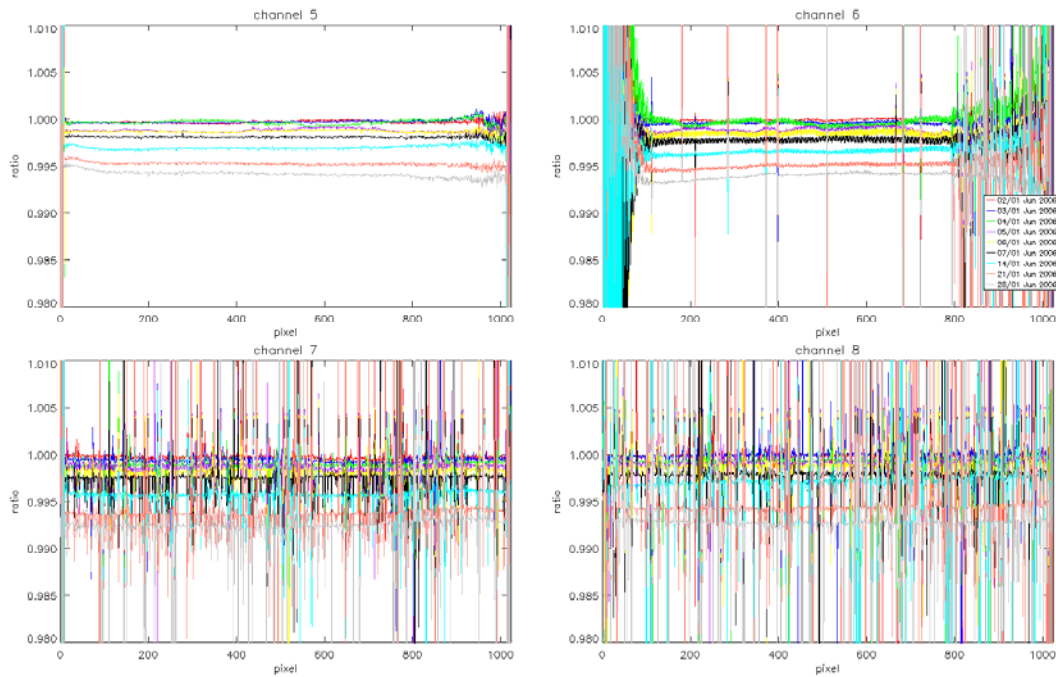 channel 5
1.010
1.005
1.000
0.995
0.990
0.985
0.980
ratio
0 200 400 600 800 1000
pixel
channel 6
1.010
1.005
1.000
0.995
0.990
0.985
0.980
ratio
02/01 Jun 2006
03/01 Jun 2006
04/01 Jun 2006
05/01 Jun 2006
06/01 Jun 2006
07/01 Jun 2006
14/01 Jun 2006
21/01 Jun 2006
28/01 Jun 2006
0 200 400 600 800 1000
pixel
channel 7
1.010
1.005
1.000
0.995
0.990
0.985
0.980
ratio
0 200 400 600 800 1000
pixel
channel 8
1.010
1.005
1.000
0.995
0.990
0.985
0.980
ratio
0 200 400 600 800 1000
pixel